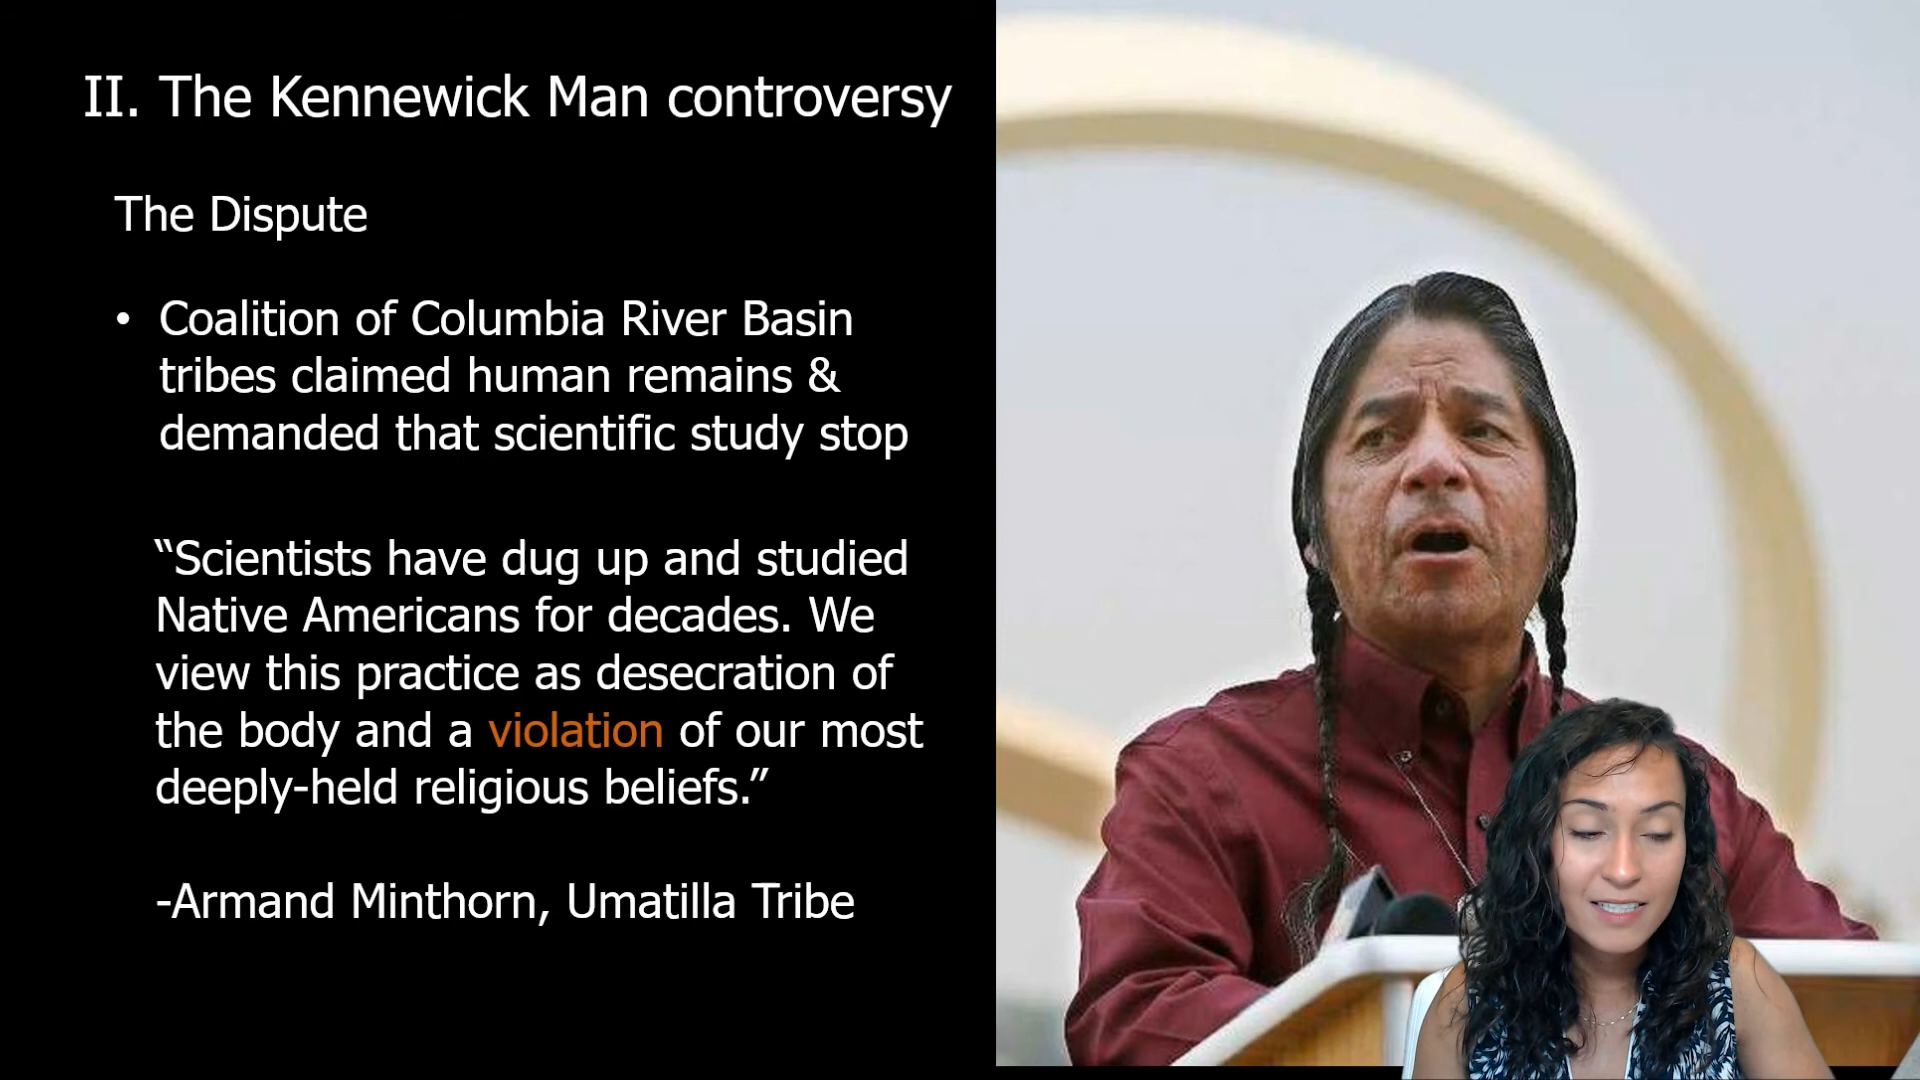 II. The Kennewick Man controversy
The Dispute
• Coalition of Columbia River Basin
tribes claimed human remains &
demanded that scientific study stop
“Scientists have dug up and studied
Native Americans for decades. We
view this practice as desecration of
the body and a violation of our most
deeply-held religious beliefs.”
-Armand Minthorn, Umatilla Tribe